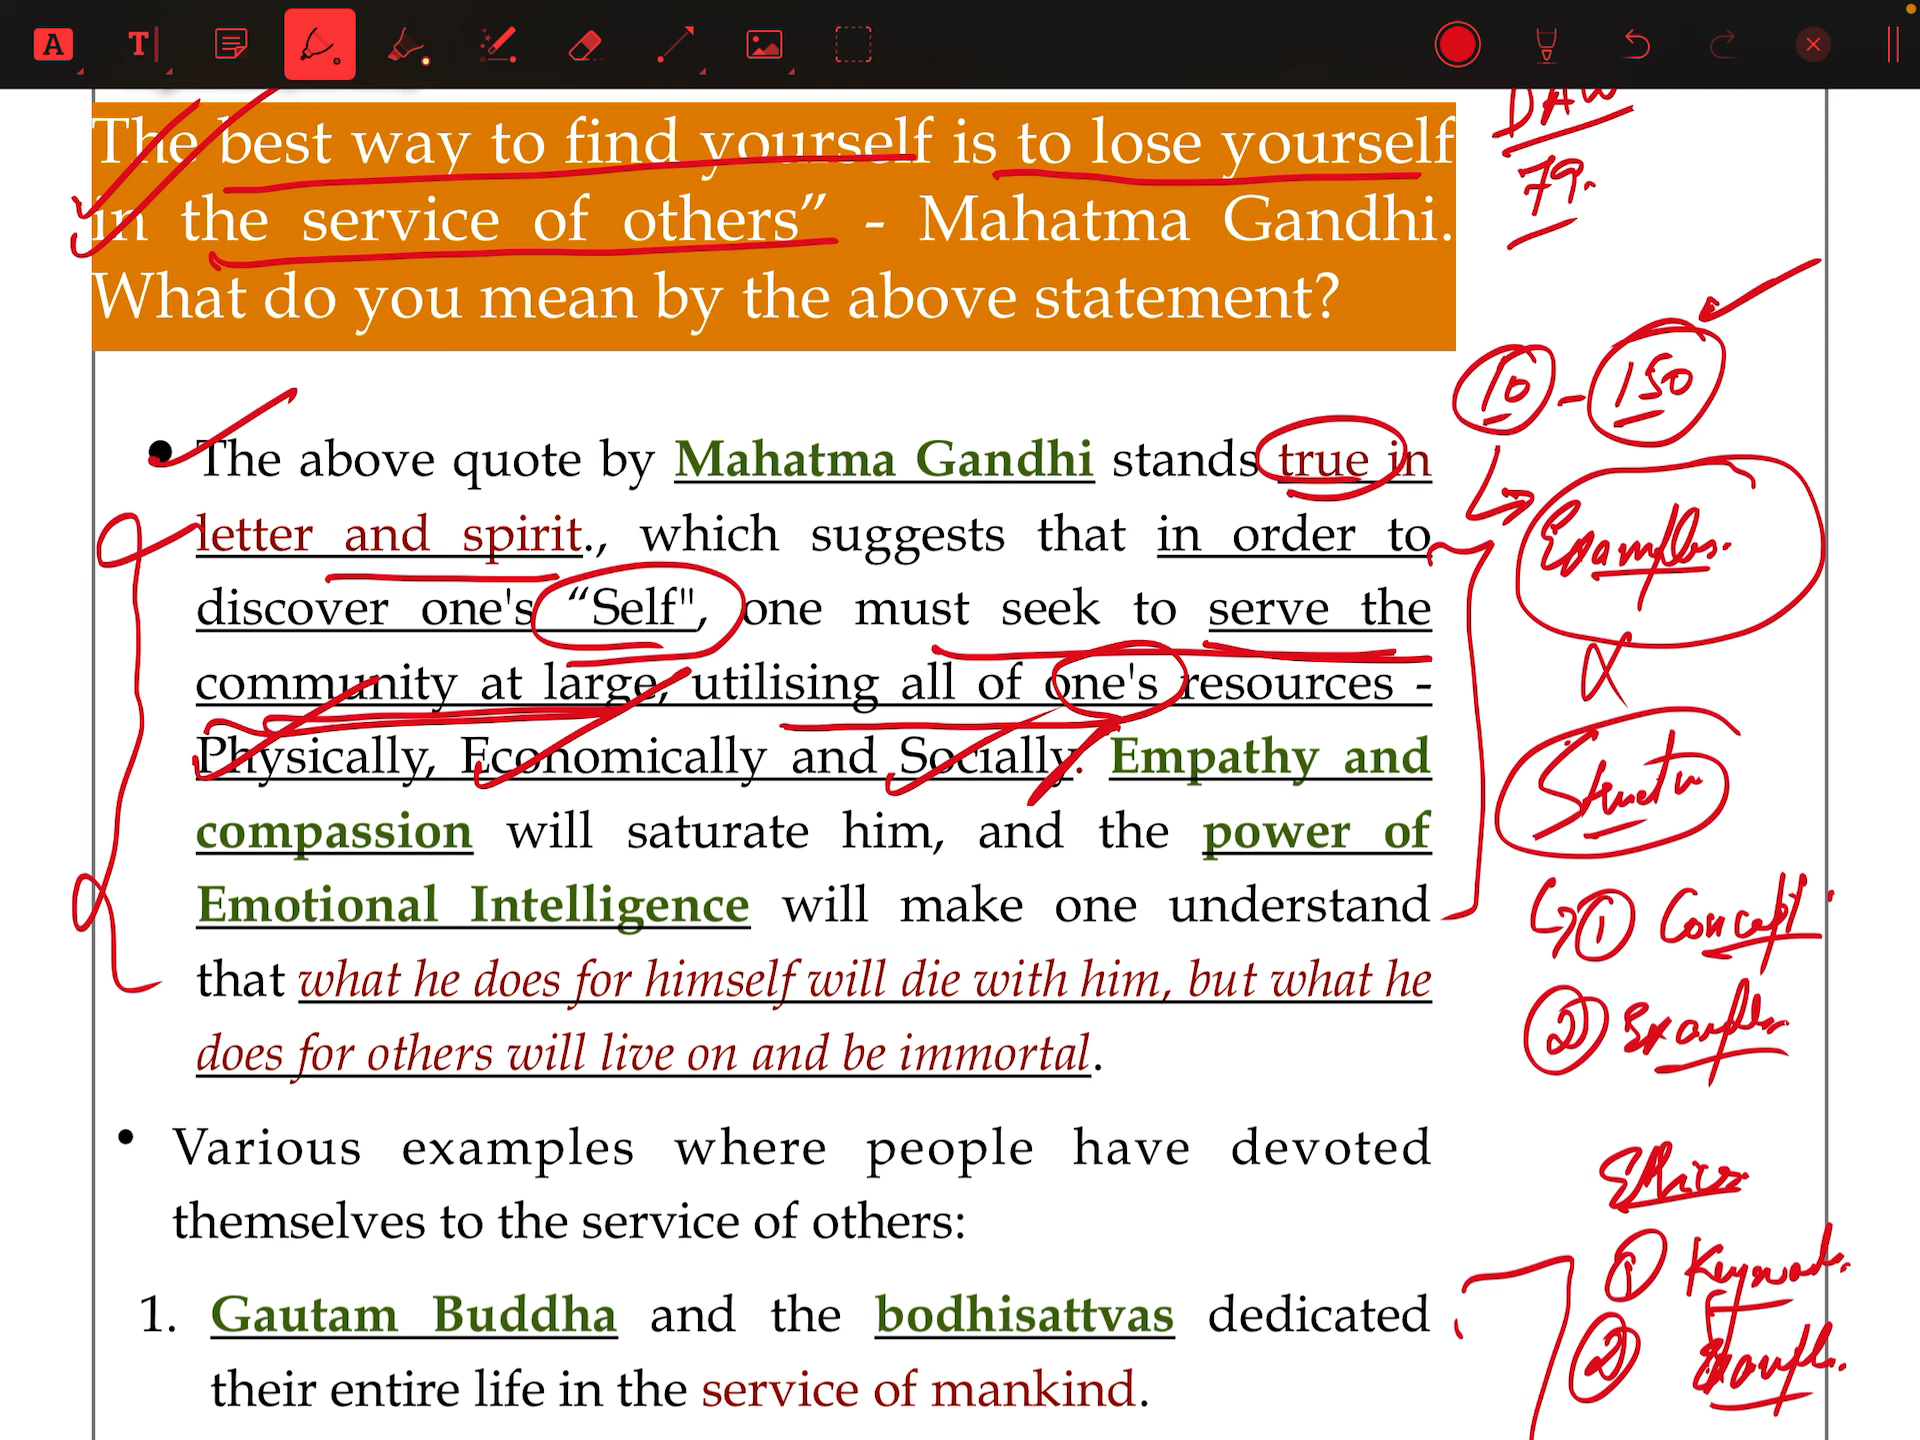 A
T
DAW
79.
The best way to find yourself is to lose yourself
in the service of others” - Mahatma Gandhi.
What do you mean by the above statement?
10 - 150
• The above quote by Mahatma Gandhi stands true in
letter and spirit., which suggests that in order to
discover one's “Self", one must seek to serve the
community at large, utilising all of one's resources -
Physically, Economically and Socially. Empathy and
compassion will saturate him, and the power of
Emotional Intelligence will make one understand
that what he does for himself will die with him, but what he
does for others will live on and be immortal.
Examples.
① Concept.
② Examples
• Various examples where people have devoted
themselves to the service of others:
Ethics
① Keywords.
②
1. Gautam Buddha and the bodhisattvas dedicated
their entire life in the service of mankind.